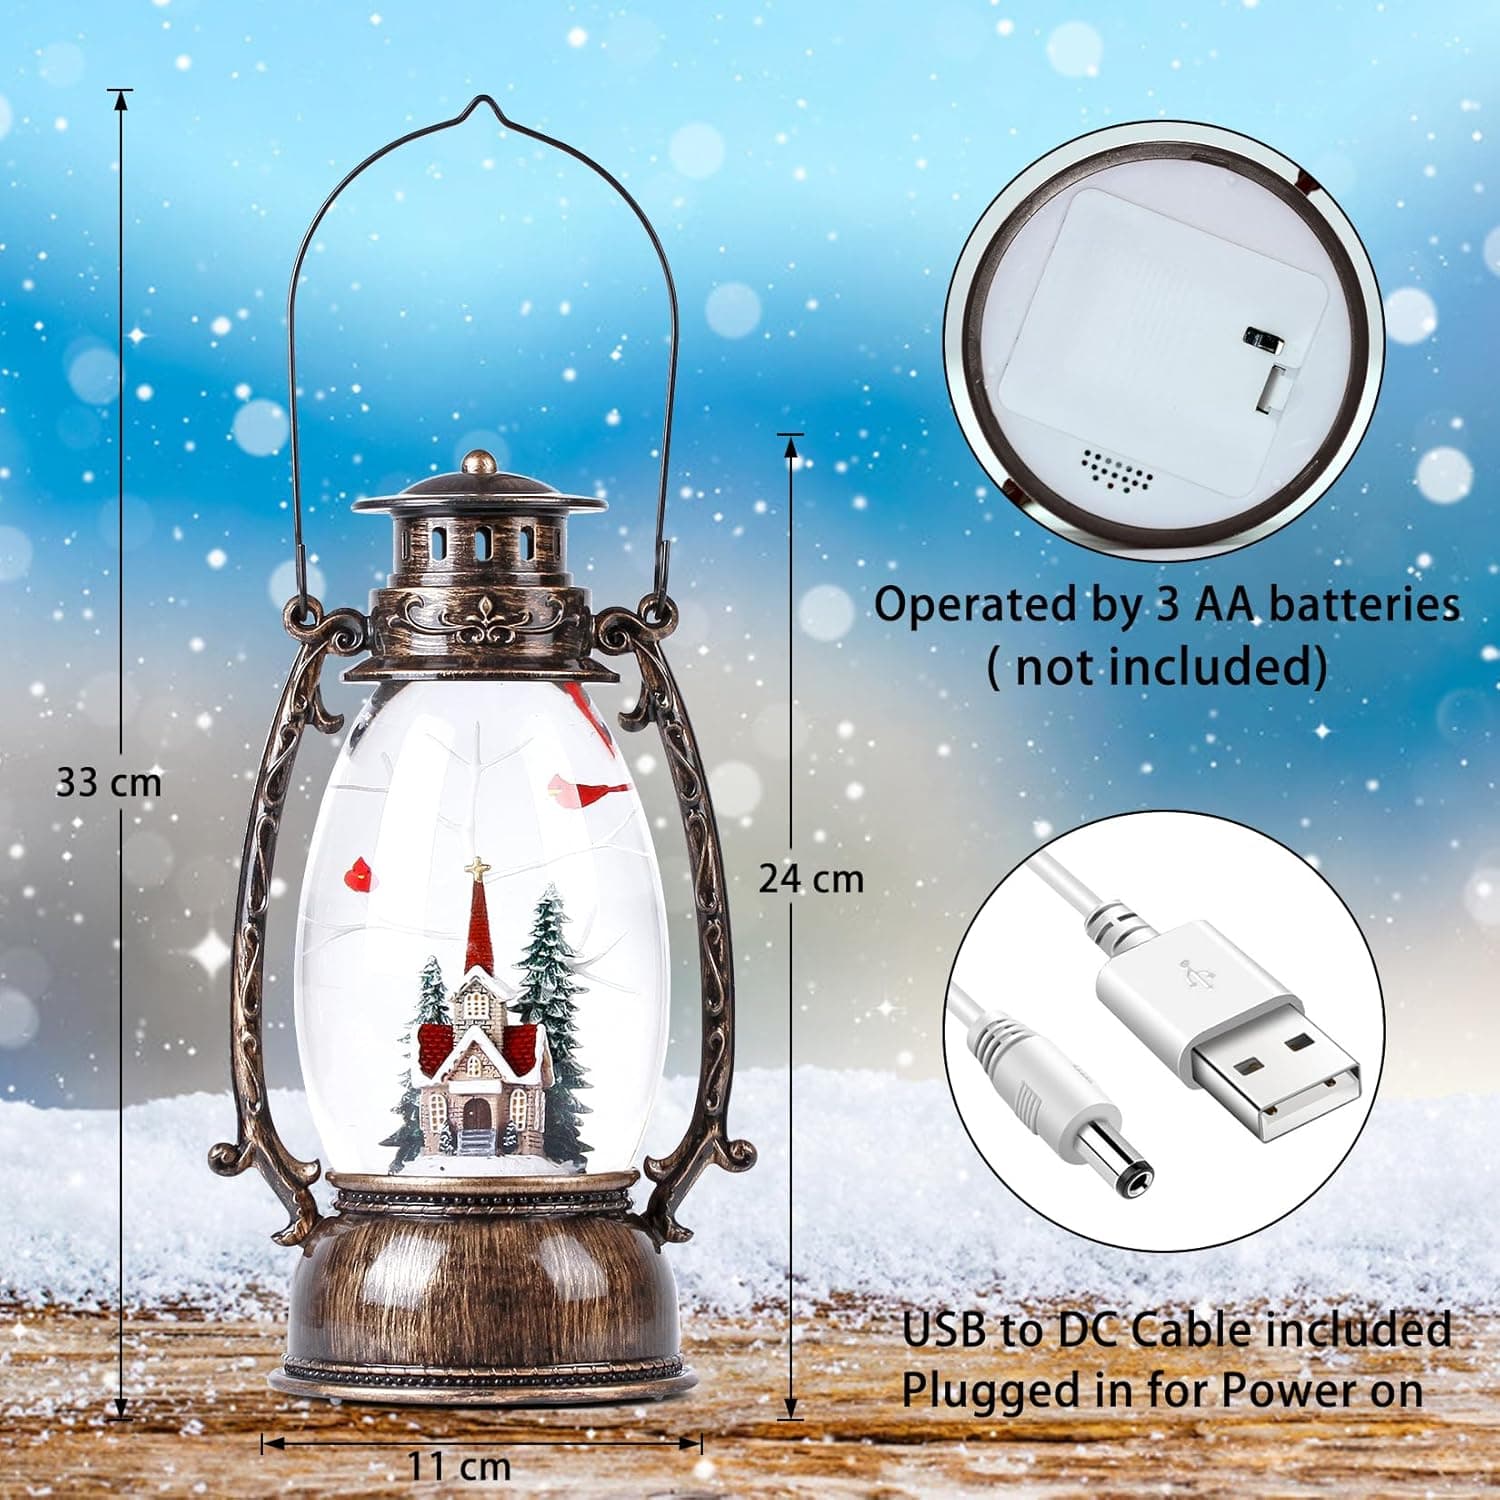 33 cm
24 cm
11 cm
Operated by 3 AA batteries
( not included)
USB to DC Cable included
Plugged in for Power on